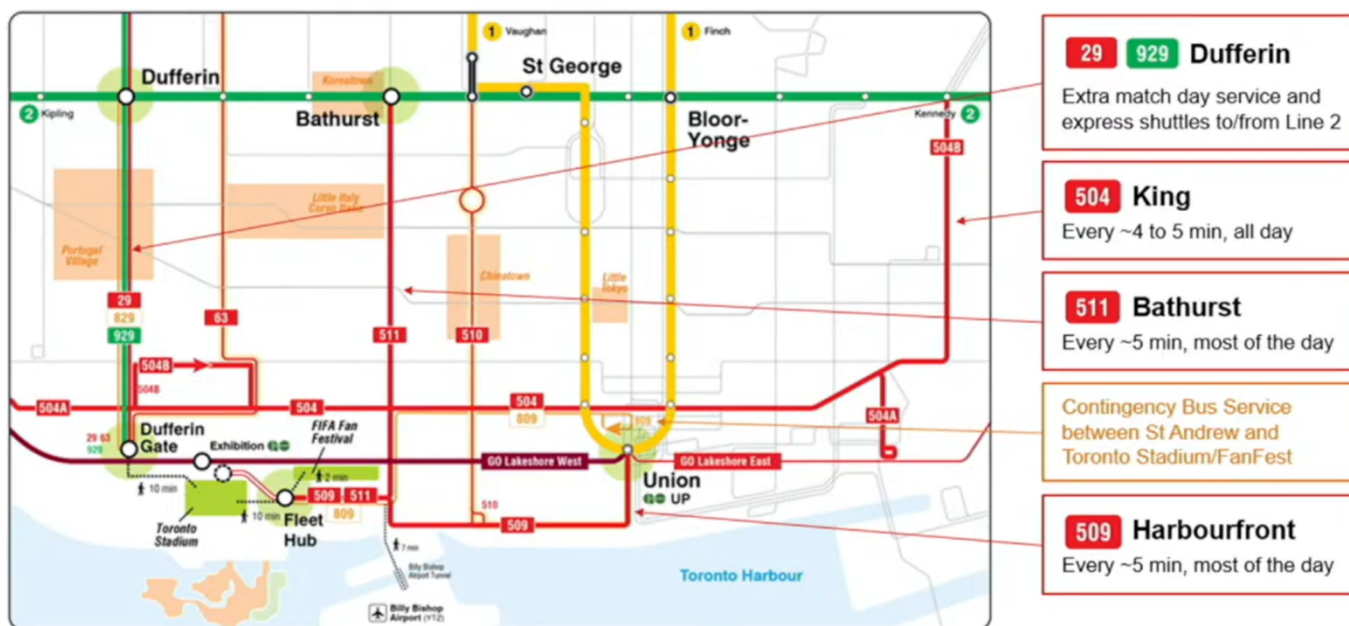 1 Vaughan
1 Finch
Dufferin
Koreatown
St George
2 Kipling
Bathurst
Bloor-
Yonge
Kennedy 2
504B
Little Italy
Portugal
Village
Chinatown
Little
Tokyo
29
829
929
63
511
510
504B
504B
504A
504
504
809
504A
Dufferin
Gate
29 63
929
Exhibition
FIFA Fan
Festival
GO Lakeshore West
GO Lakeshore East
10 min
2 min
Union
UP
509 511
809
510
509
10 min
Toronto
Stadium
Fleet
Hub
7 min
Billy Bishop
Airport Tunnel
Toronto Harbour
Billy Bishop
Airport (YTZ)
29 929 Dufferin
Extra match day service and
express shuttles to/from Line 2
504 King
Every ~4 to 5 min, all day
511 Bathurst
Every ~5 min, most of the day
Contingency Bus Service
between St Andrew and
Toronto Stadium/FanFest
509 Harbourfront
Every ~5 min, most of the day